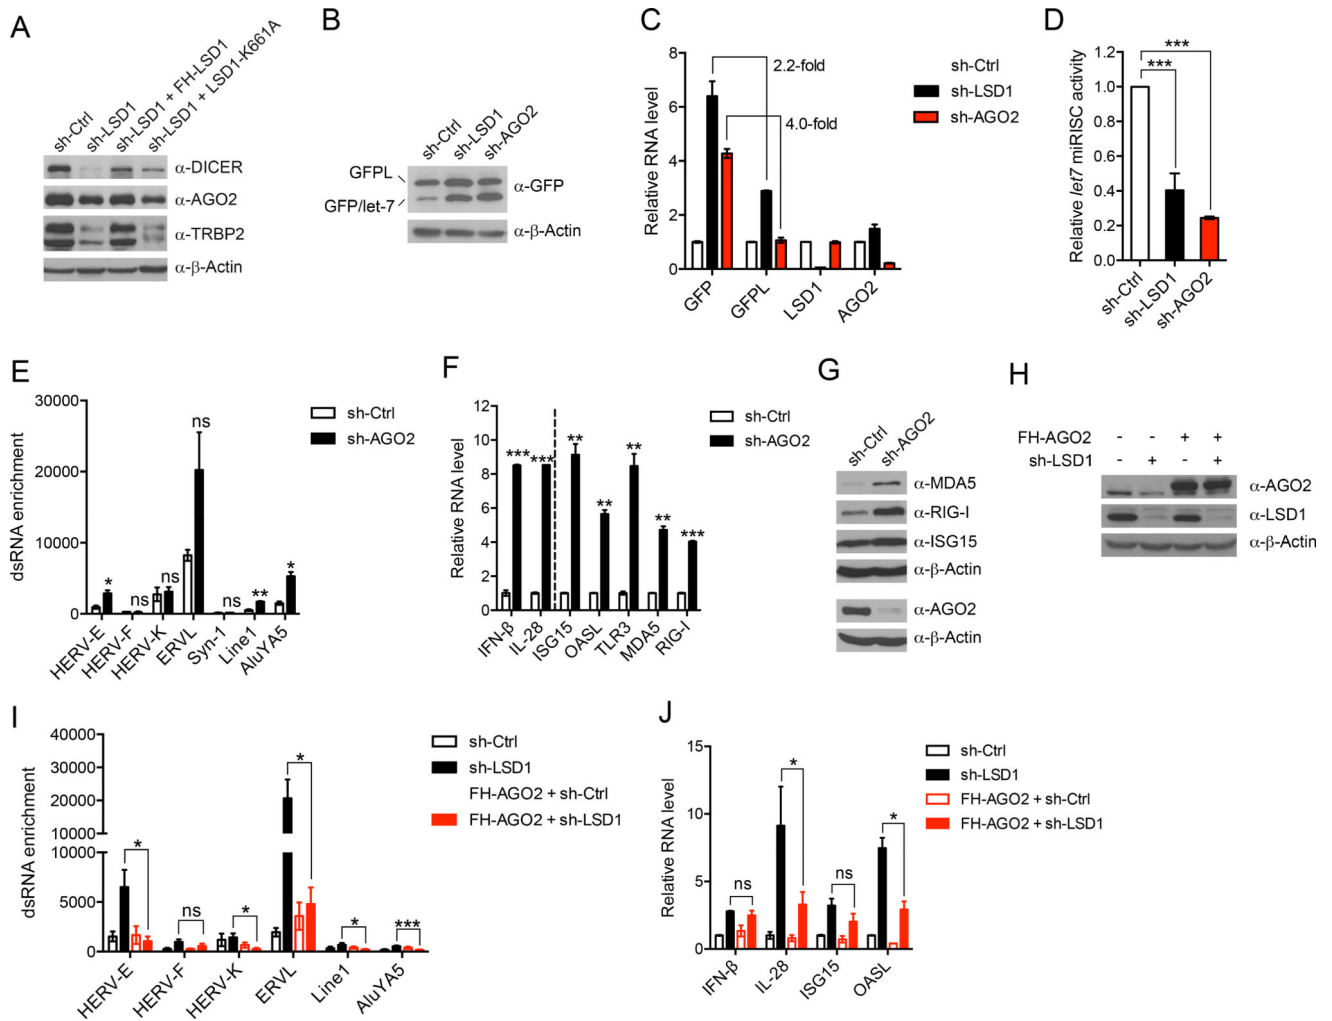 A
sh-Ctrl
sh-LSD1
sh-LSD1 + FH-LSD1
sh-LSD1 + LSD1-K661A
α-DICER
α-AGO2
α-TRBP2
α-β-Actin
B
sh-Ctrl
sh-LSD1
sh-AGO2
GFPL
GFP/let-7
α-GFP
α-β-Actin
C
Relative RNA level
8
6
4
2
0
2.2-fold
4.0-fold
GFP
GFPL
LSD1
AGO2
sh-Ctrl
sh-LSD1
sh-AGO2
D
Relative let7 miRISC activity
1.2
1.0
0.8
0.6
0.4
0.2
0.0
***
***
sh-Ctrl
sh-LSD1
sh-AGO2
E
dsRNA enrichment
30000
20000
10000
0
* ns ns ns ns ** *
HERV-E
HERV-F
HERV-K
ERVL
Syn-1
Line1
AluYA5
sh-Ctrl
sh-AGO2
F
Relative RNA level
12
10
8
6
4
2
0
*** *** ** ** ** ** ***
IFN-β
IL-28
ISG15
OASL
TLR3
MDA5
RIG-I
sh-Ctrl
sh-AGO2
G
sh-Ctrl
sh-AGO2
α-MDA5
α-RIG-I
α-ISG15
α-β-Actin
α-AGO2
α-β-Actin
H
FH-AGO2 - - + +
sh-LSD1 - + - +
α-AGO2
α-LSD1
α-β-Actin
I
dsRNA enrichment
40000
30000
20000
10000
10000
5000
0
* ns * * * ***
HERV-E
HERV-F
HERV-K
ERVL
Line1
AluYA5
sh-Ctrl
sh-LSD1
FH-AGO2 + sh-Ctrl
FH-AGO2 + sh-LSD1
J
Relative RNA level
15
10
5
0
ns * ns *
IFN-β
IL-28
ISG15
OASL
sh-Ctrl
sh-LSD1
FH-AGO2 + sh-Ctrl
FH-AGO2 + sh-LSD1